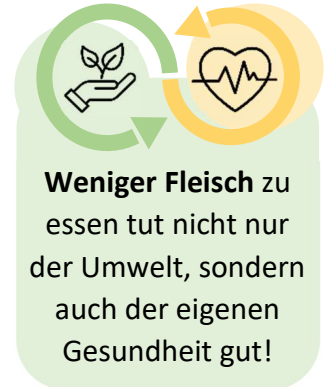 Weniger Fleisch zu
essen tut nicht nur
der Umwelt, sondern
auch der eigenen
Gesundheit gut!